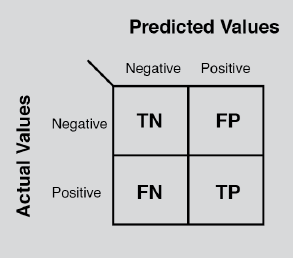 Predicted Values
Negative Positive
Actual Values
Negative TN FP
Positive FN TP